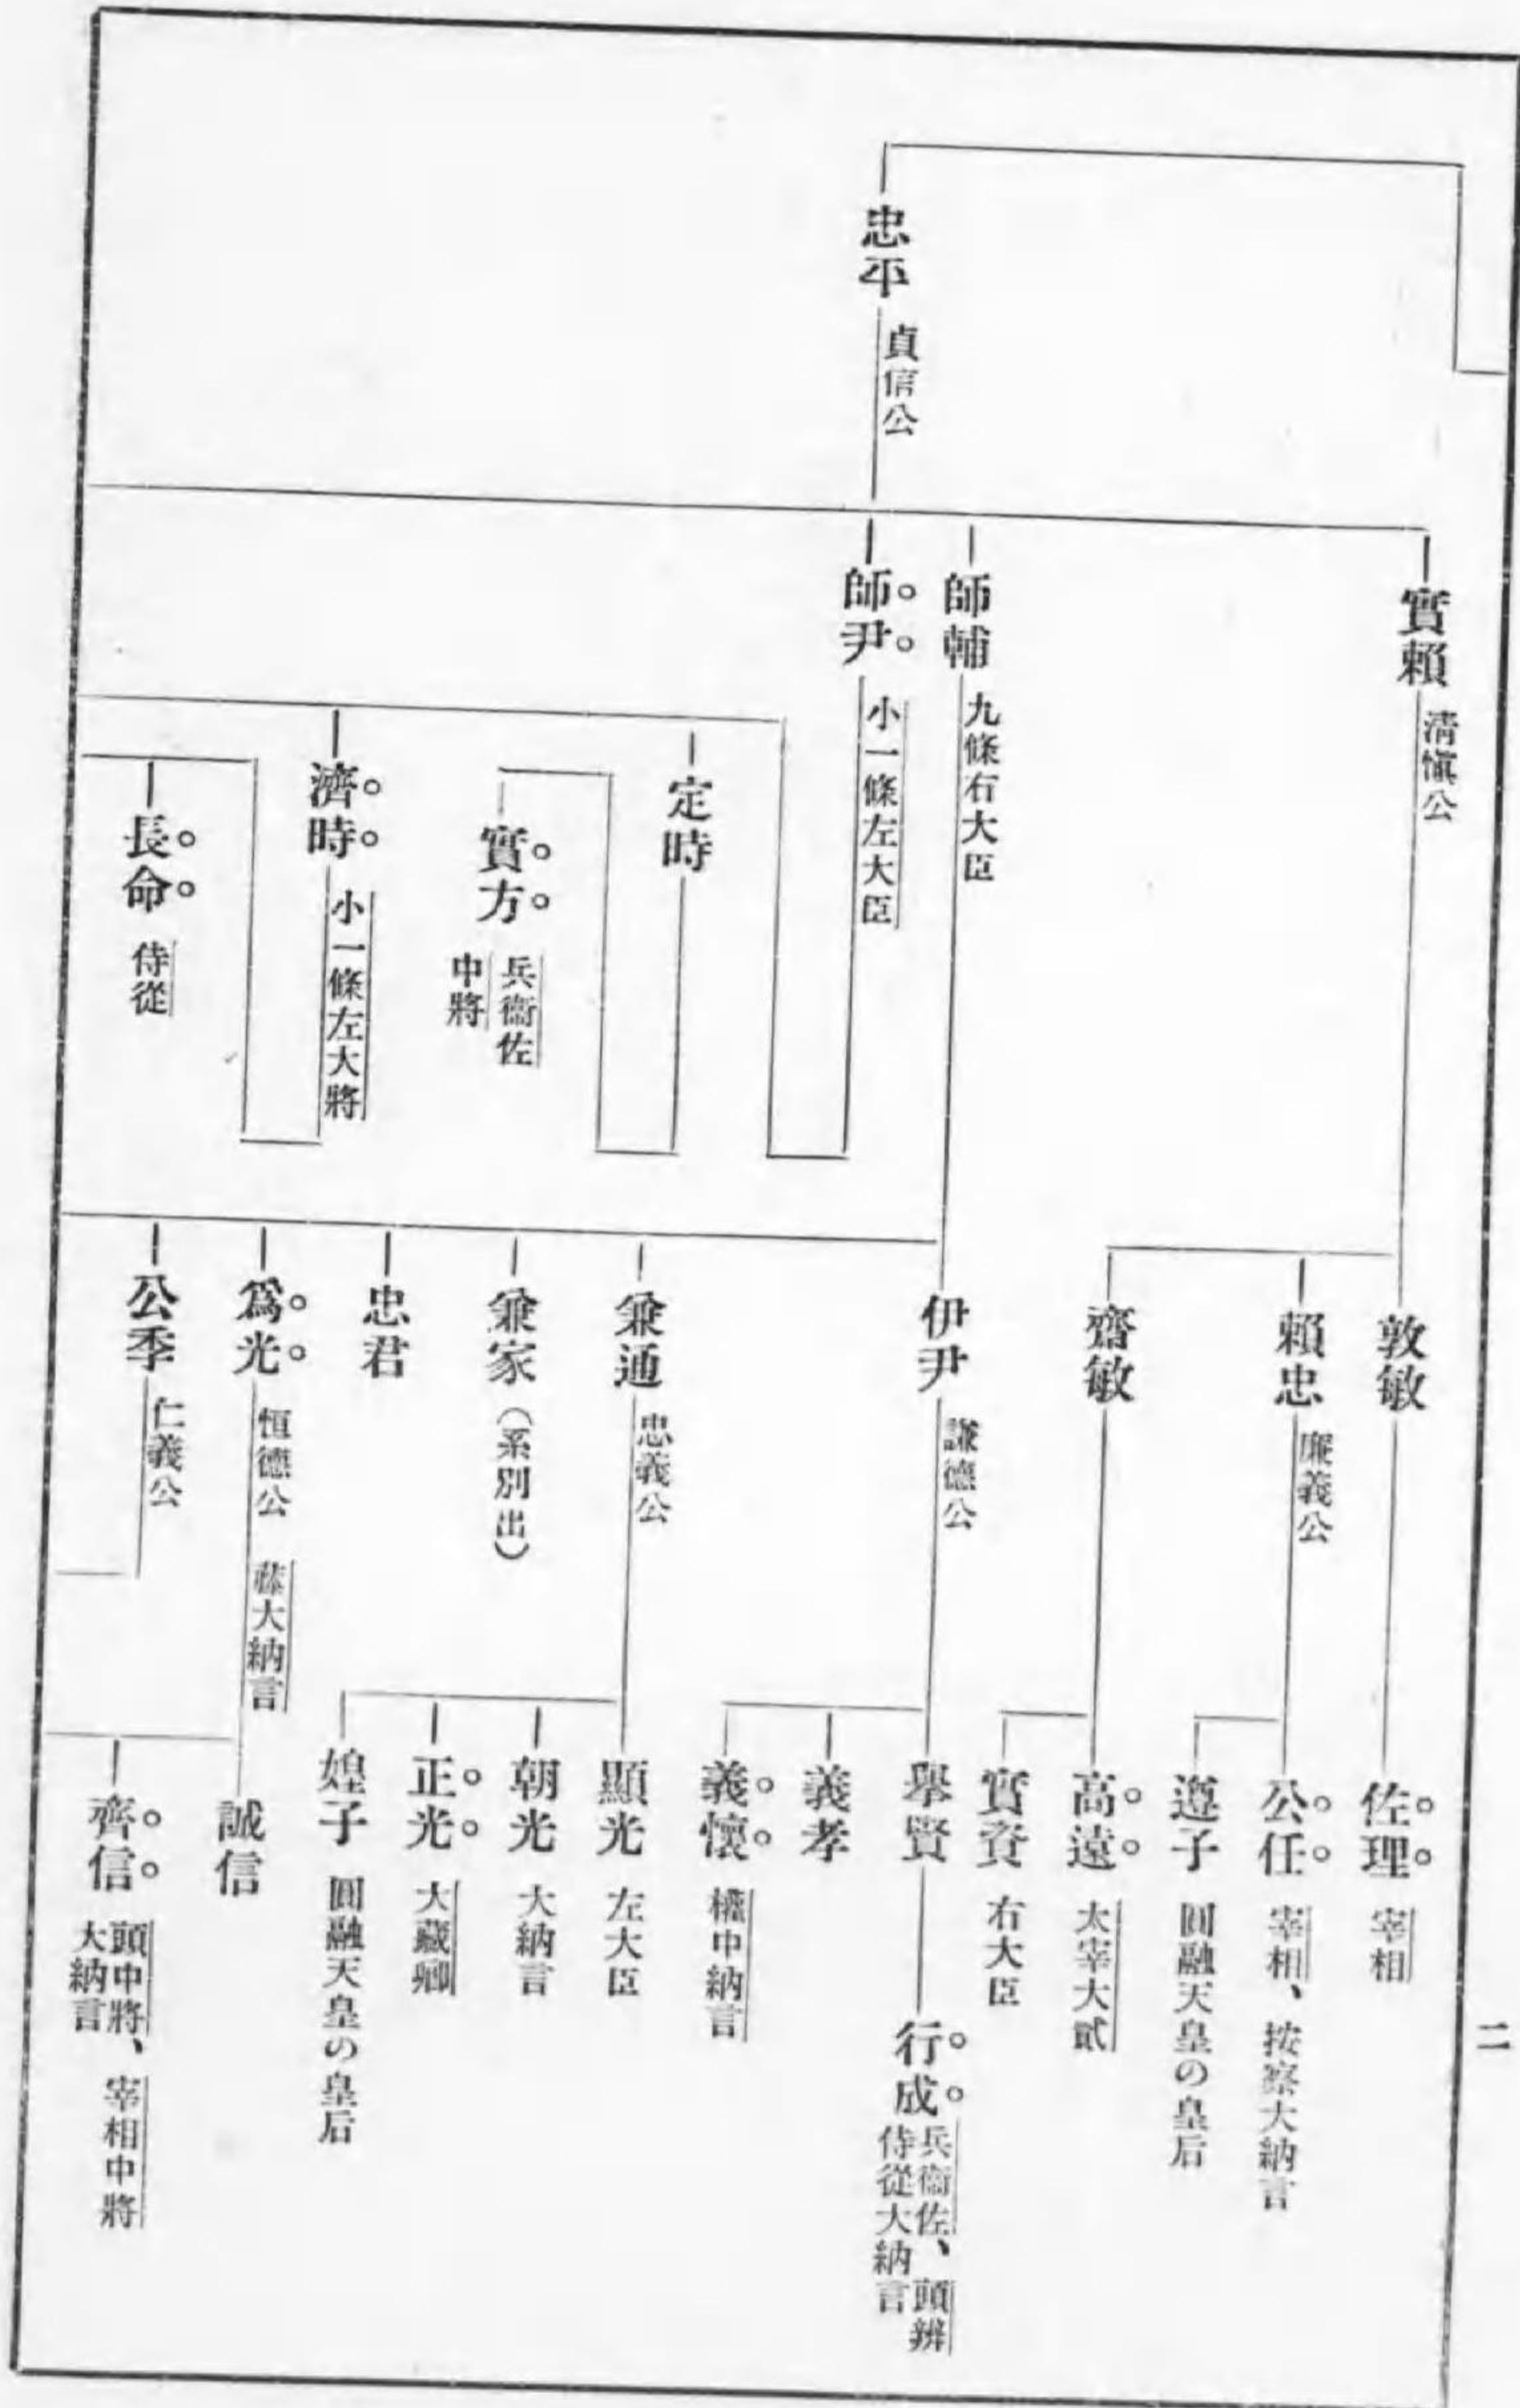 二
忠平 貞信公
實賴 清愼公
敦敏
佐理 宰相
賴忠 廉義公
公任 宰相、按察大納言
遵子 圓融天皇の皇后
齋敏
高遠 太宰大貳
實資 右大臣
師輔 九條右大臣
伊尹 謙德公
擧賢
行成 兵衞佐、頭辨
侍從大納言
義孝
義懷 權中納言
兼通 忠義公
顯光 左大臣
朝光 大納言
正光 大藏卿
媓子 圓融天皇の皇后
兼家(系別出)
忠君
爲光 恒德公 藤大納言
誠信
齊信 頭中將、宰相中將
大納言
公季 仁義公
師尹 小一條左大臣
定時
實方 兵衞佐
中將
濟時 小一條左大將
長命 侍從